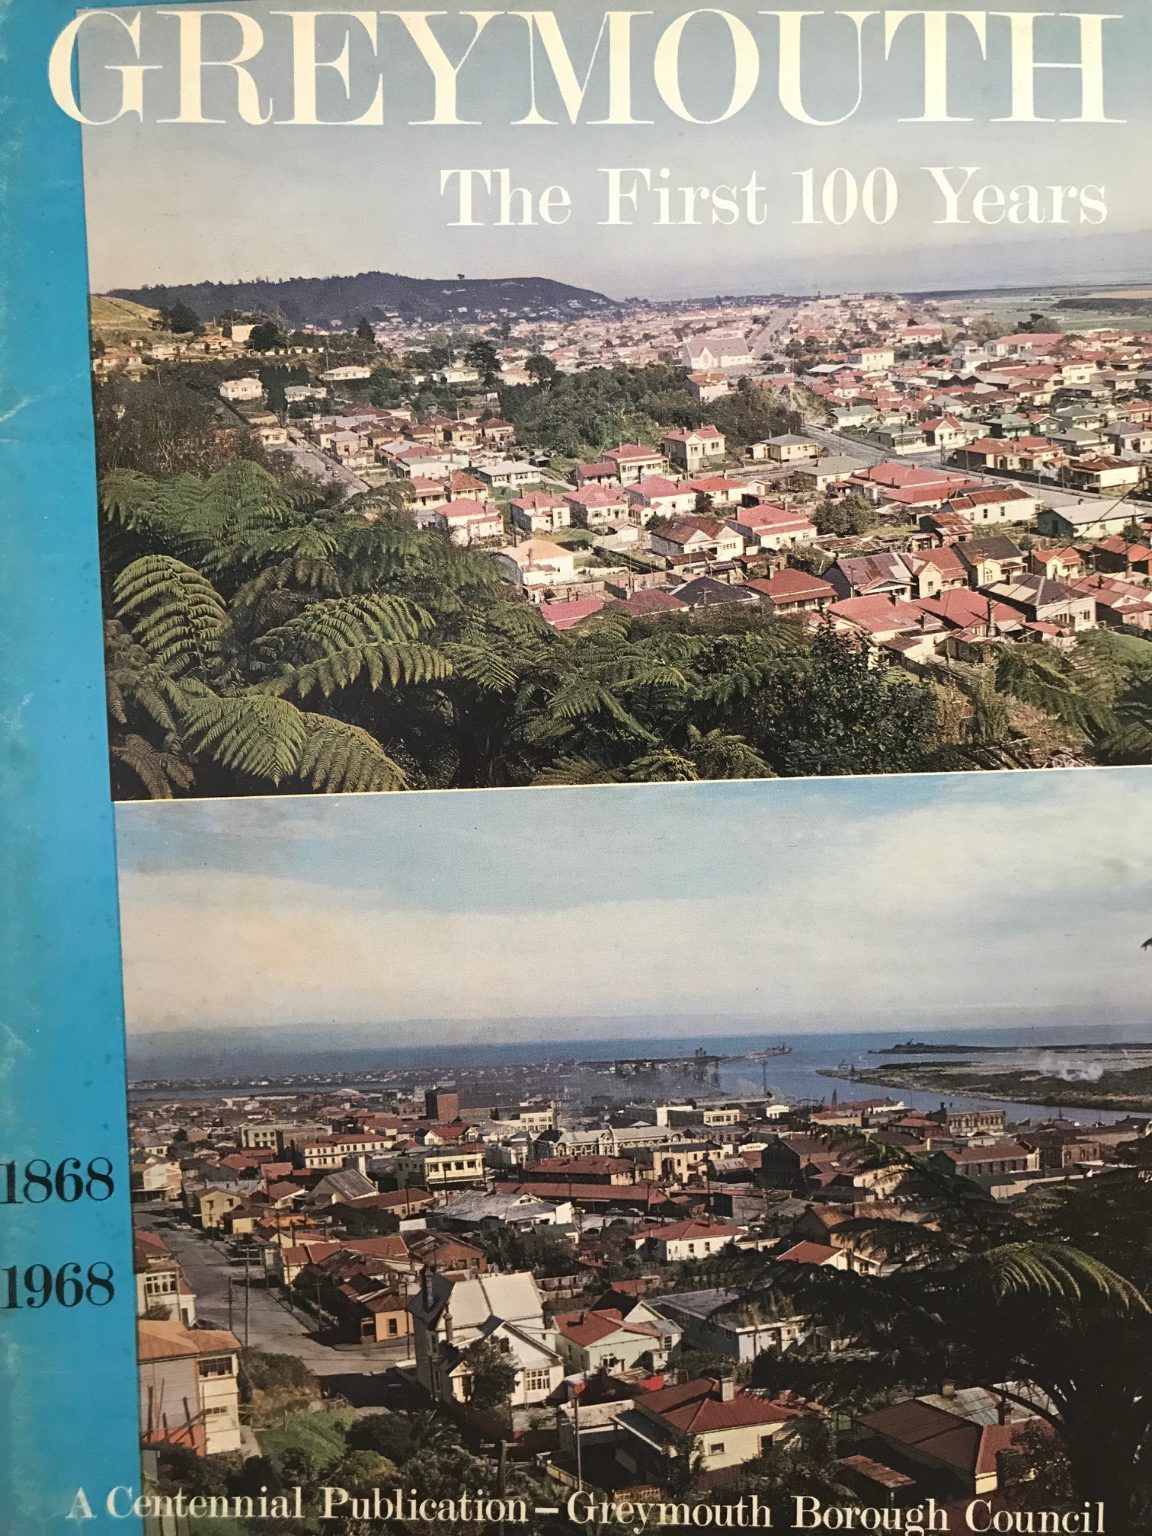 GREYMOUTH
The First 100 Years
1868
1968
A Centennial Publication – Greymouth Borough Council